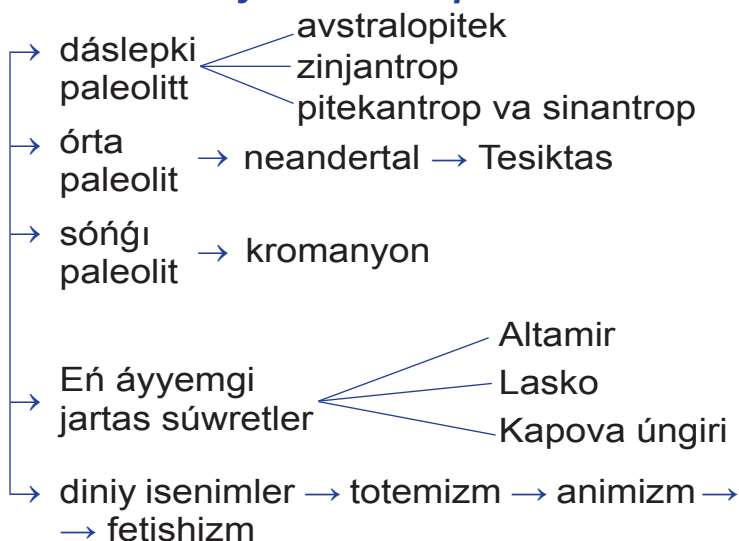 → dáslepki paleolitt
avstralopitek
zinjantrop
pitekantrop va sinantrop
→ órta paleolit → neandertal → Tesiktas
→ sóńǵı paleolit → kromanyon
→ Eń áyyemgi jartas súwretler
Altamir
Lasko
Kapova úngiri
→ diniy isenimler → totemizm → animizm →
→ fetishizm